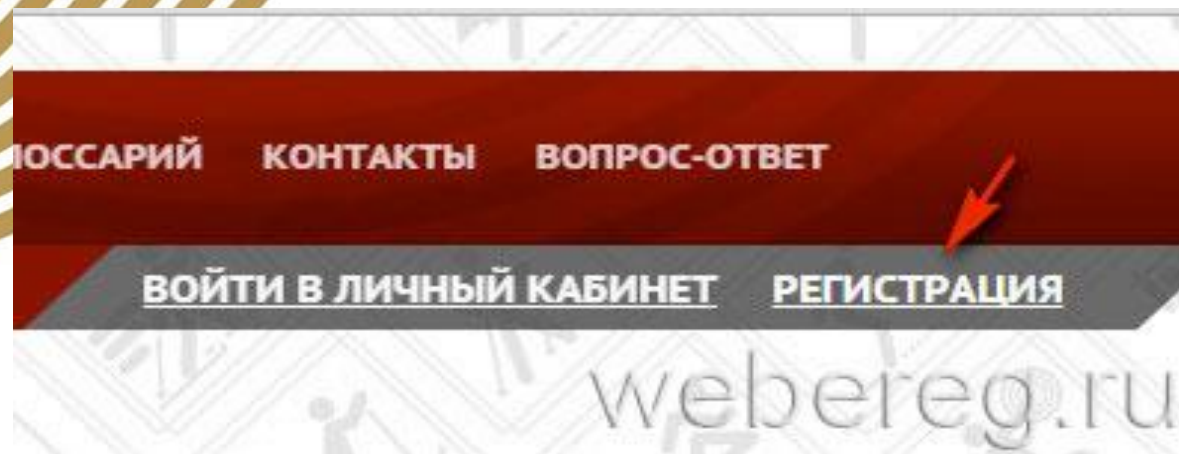 КОНТАКТЫ ВОПРОС-ОТВЕТ
ВОЙТИ В ЛИЧНЫЙ КАБИНЕТ РЕГИСТРАЦИЯ
webereg.ru